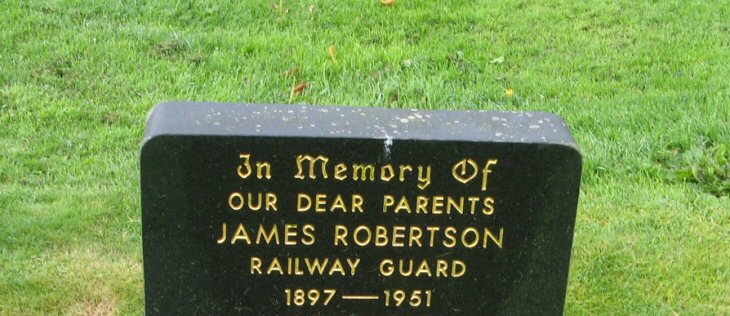 In Memory Of
OUR DEAR PARENTS
JAMES ROBERTSON
RAILWAY GUARD
1897—1951